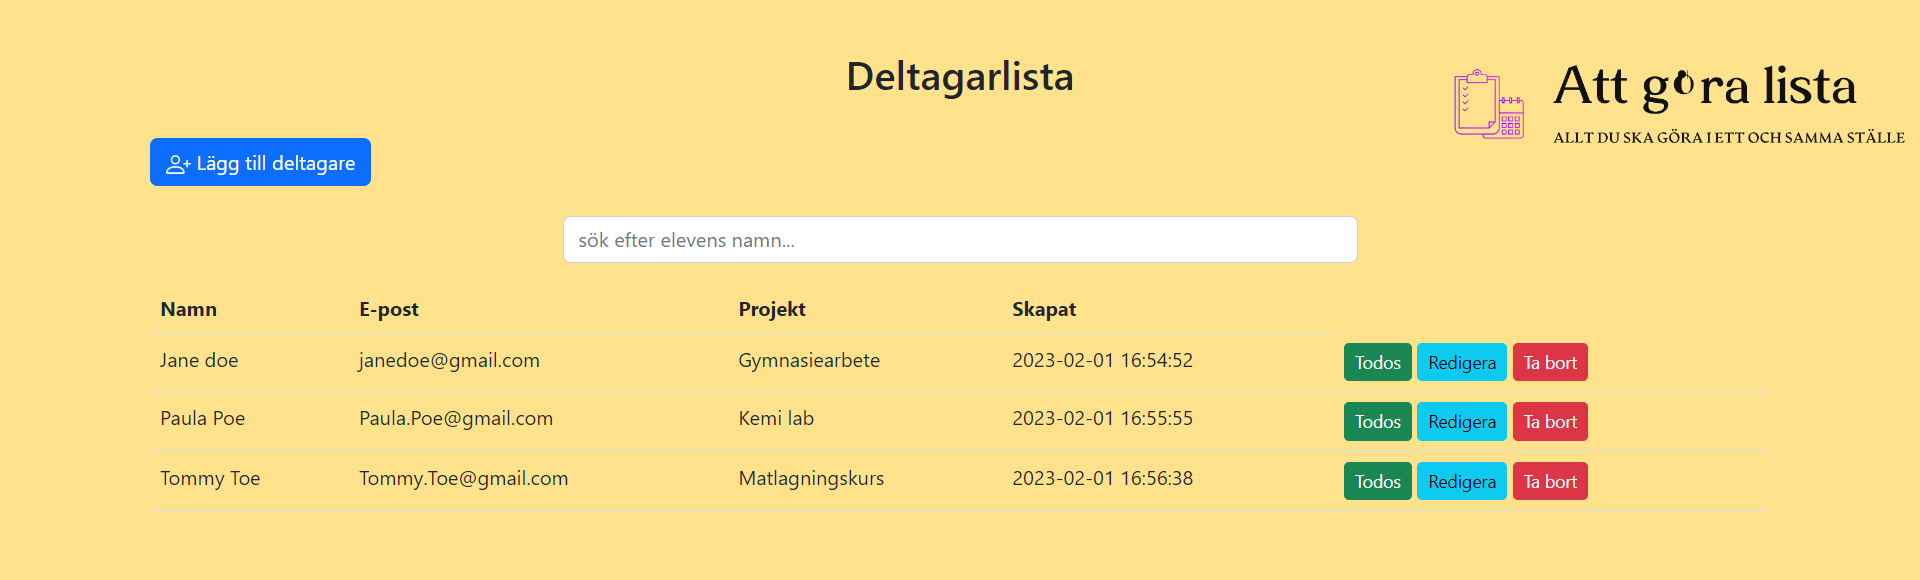 Deltagarlista
Att göra lista
ALLT DU SKA GÖRA I ETT OCH SAMMA STÄLLE
Lägg till deltagare
sök efter elevens namn...
Namn E-post Projekt Skapat
Jane doe janedoe@gmail.com Gymnasiearbete 2023-02-01 16:54:52 Todos Redigera Ta bort
Paula Poe Paula.Poe@gmail.com Kemi lab 2023-02-01 16:55:55 Todos Redigera Ta bort
Tommy Toe Tommy.Toe@gmail.com Matlagningskurs 2023-02-01 16:56:38 Todos Redigera Ta bort